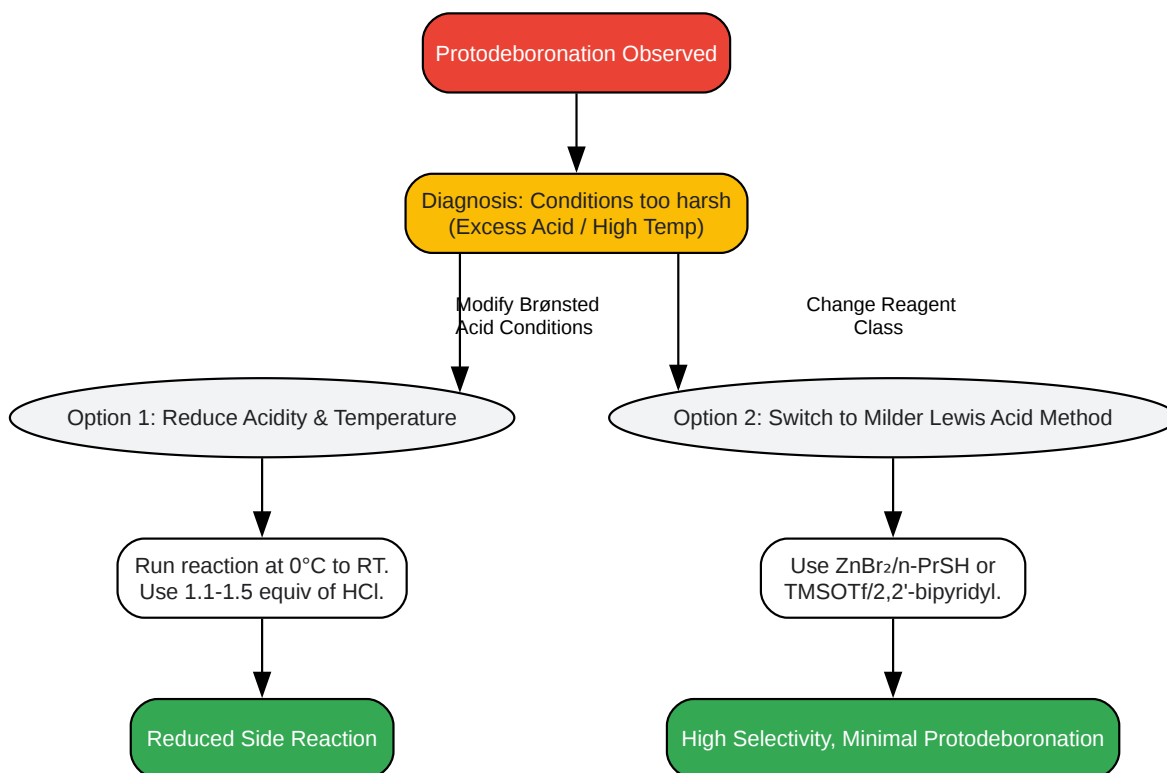 Protodeboronation Observed
Diagnosis: Conditions too harsh
(Excess Acid / High Temp)
Modify Brønsted
Acid Conditions
Change Reagent
Class
Option 1: Reduce Acidity & Temperature
Option 2: Switch to Milder Lewis Acid Method
Run reaction at 0°C to RT.
Use 1.1-1.5 equiv of HCl.
Use ZnBr₂/n-PrSH or
TMSOTf/2,2'-bipyridyl.
Reduced Side Reaction
High Selectivity, Minimal Protodeboronation